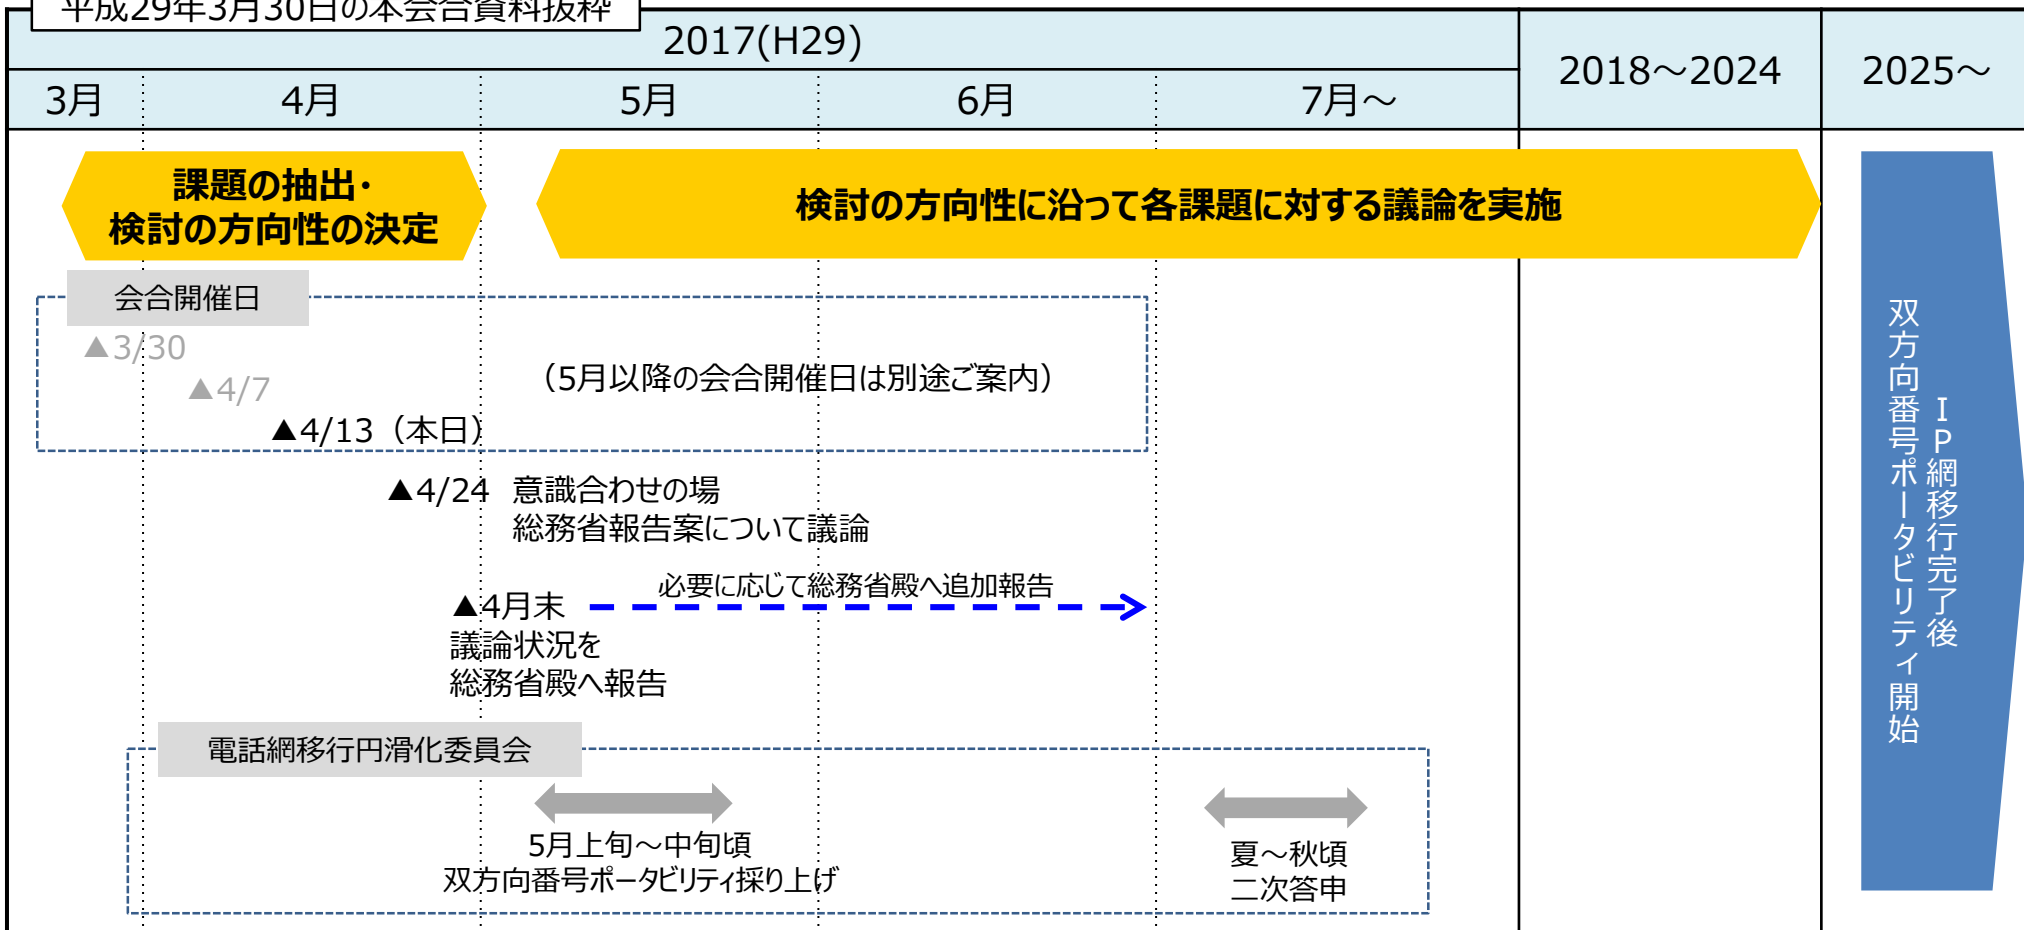 平成29年3月30日の本会合資料抜粋
2017(H29)
2018～2024
2025～
3月
4月
5月
6月
7月～
課題の抽出・
検討の方向性の決定
検討の方向性に沿って各課題に対する議論を実施
会合開催日
▲3/30
▲4/7
▲4/13（本日）
（5月以降の会合開催日は別途ご案内）
▲4/24 意識合わせの場
総務省報告案について議論
必要に応じて総務省殿へ追加報告
▲4月末
議論状況を
総務省殿へ報告
電話網移行円滑化委員会
5月上旬～中旬頃
双方向番号ポータビリティ採り上げ
夏～秋頃
二次答申
ＩＰ網移行完了後
双方向番号ポータビリティ開始